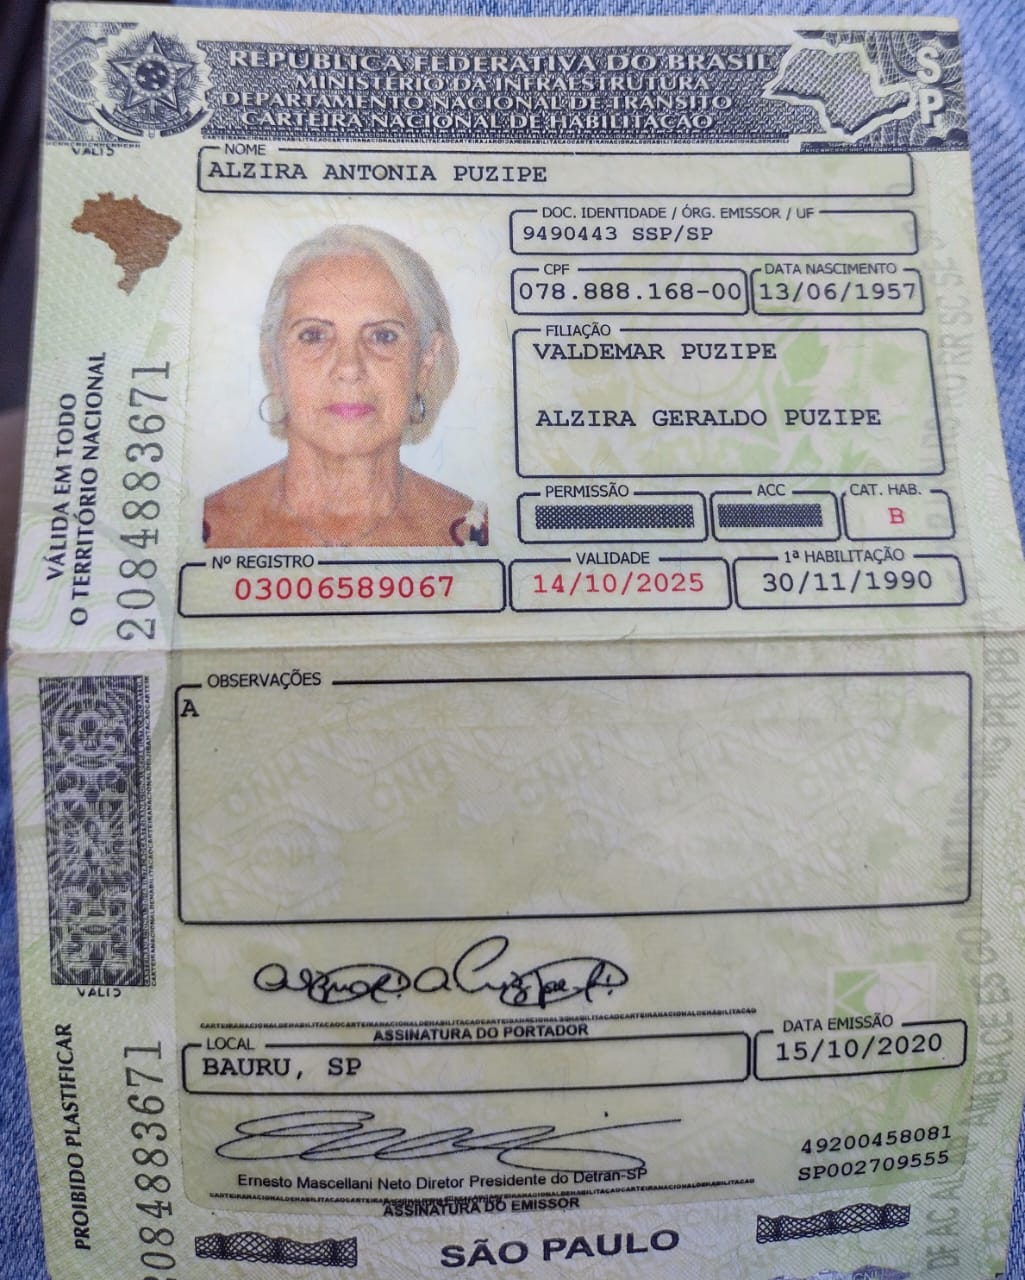 REPÚBLICA FEDERATIVA DO BRASIL
MINISTÉRIO DA INFRAESTRUTURA
DEPARTAMENTO NACIONAL DE TRÂNSITO
CARTEIRA NACIONAL DE HABILITAÇÃO
SP
NOME
ALZIRA ANTONIA PUZIPE
DOC. IDENTIDADE / ÓRG. EMISSOR / UF
9490443 SSP/SP
CPF
078.888.168-00
DATA NASCIMENTO
13/06/1957
FILIAÇÃO
VALDEMAR PUZIPE
ALZIRA GERALDO PUZIPE
PERMISSÃO
ACC
CAT. HAB.
B
Nº REGISTRO
03006589067
VALIDADE
14/10/2025
1ª HABILITAÇÃO
30/11/1990
VÁLIDA EM TODO
O TERRITÓRIO NACIONAL
2084883671
OBSERVAÇÕES
A
ASSINATURA DO PORTADOR
LOCAL
BAURU, SP
DATA EMISSÃO
15/10/2020
49200458081
SP002709555
Ernesto Mascellani Neto Diretor Presidente do Detran-SP
ASSINATURA DO EMISSOR
SÃO PAULO
PROIBIDO PLASTIFICAR
2084883671